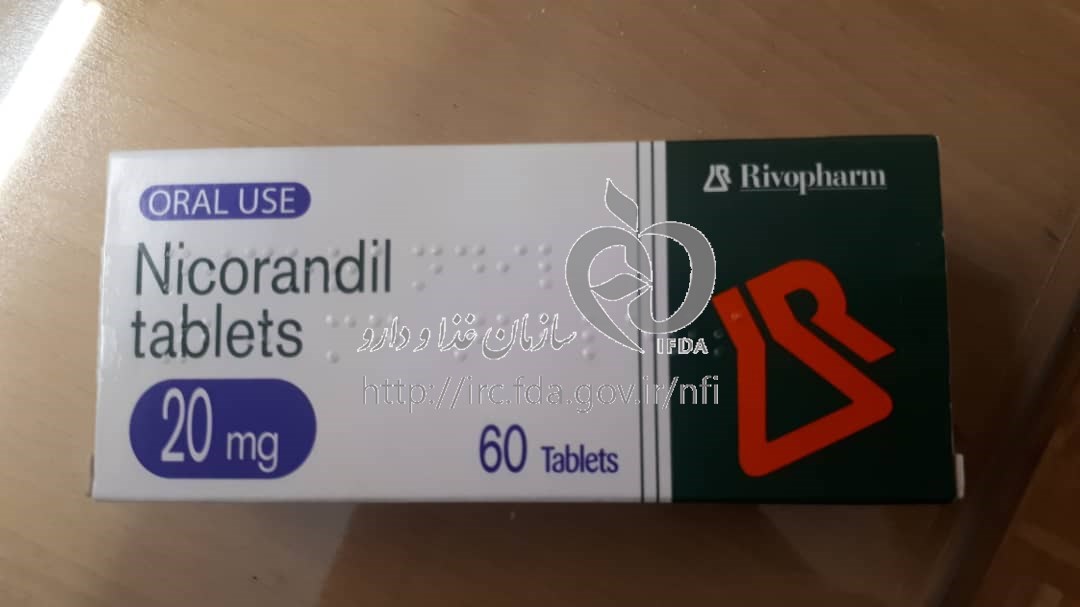 Rivopharm
ORAL USE
Nicorandil
tablets
20 mg
60 Tablets
سازمان غذا و دارو
IFDA
http://irc.fda.gov.ir/nfi